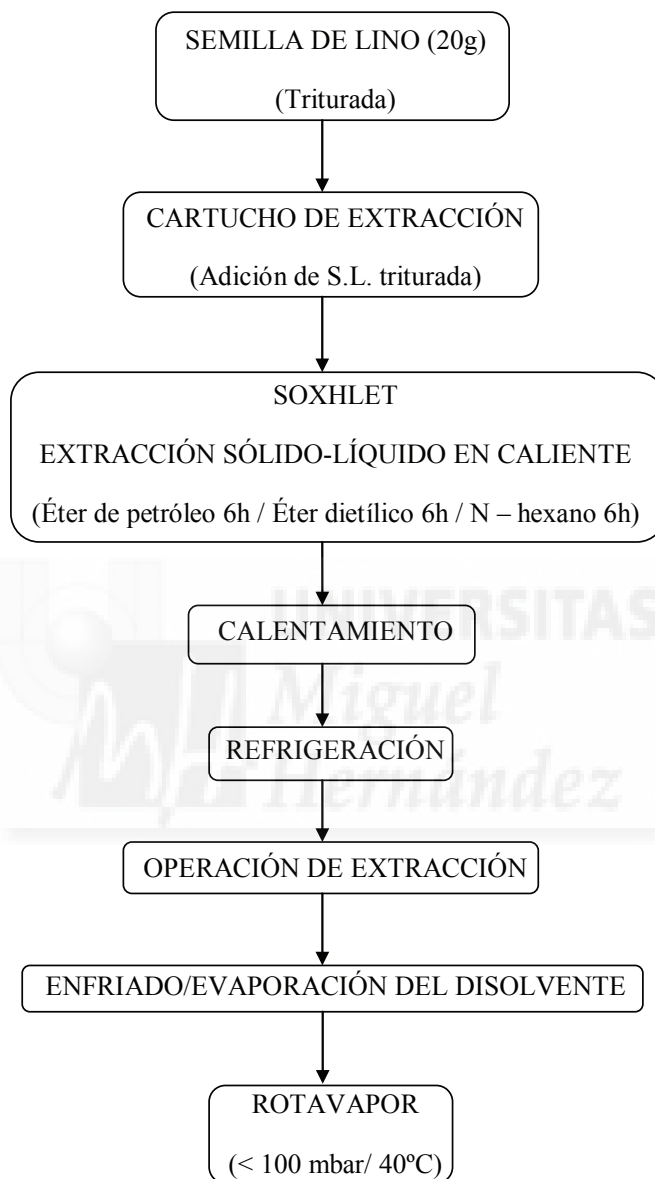 SEMILLA DE LINO (20g)
(Triturada)
CARTUCHO DE EXTRACCIÓN
(Adición de S.L. triturada)
SOXHLET
EXTRACCIÓN SÓLIDO-LÍQUIDO EN CALIENTE
(Éter de petróleo 6h / Éter dietílico 6h / N – hexano 6h)
UNIVERSITAS
CALENTAMIENTO
Miguel
REFRIGERACIÓN
Hernández
OPERACIÓN DE EXTRACCIÓN
ENFRIADO/EVAPORACIÓN DEL DISOLVENTE
ROTAVAPOR
(< 100 mbar/ 40ºC)